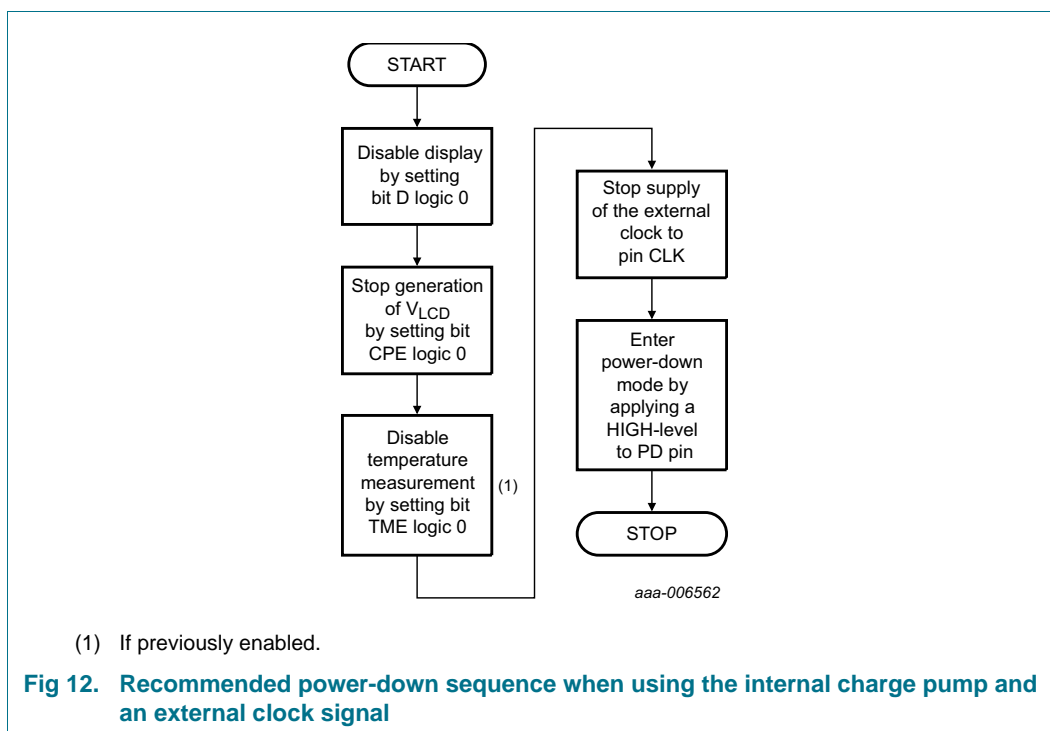 START
Disable display
by setting
bit D logic 0
Stop generation
of VLCD
by setting bit
CPE logic 0
Disable
temperature
measurement
by setting bit
TME logic 0
(1)
Stop supply
of the external
clock to
pin CLK
Enter
power-down
mode by
applying a
HIGH-level
to PD pin
STOP
aaa-006562
(1) If previously enabled.
Fig 12. Recommended power-down sequence when using the internal charge pump and
an external clock signal